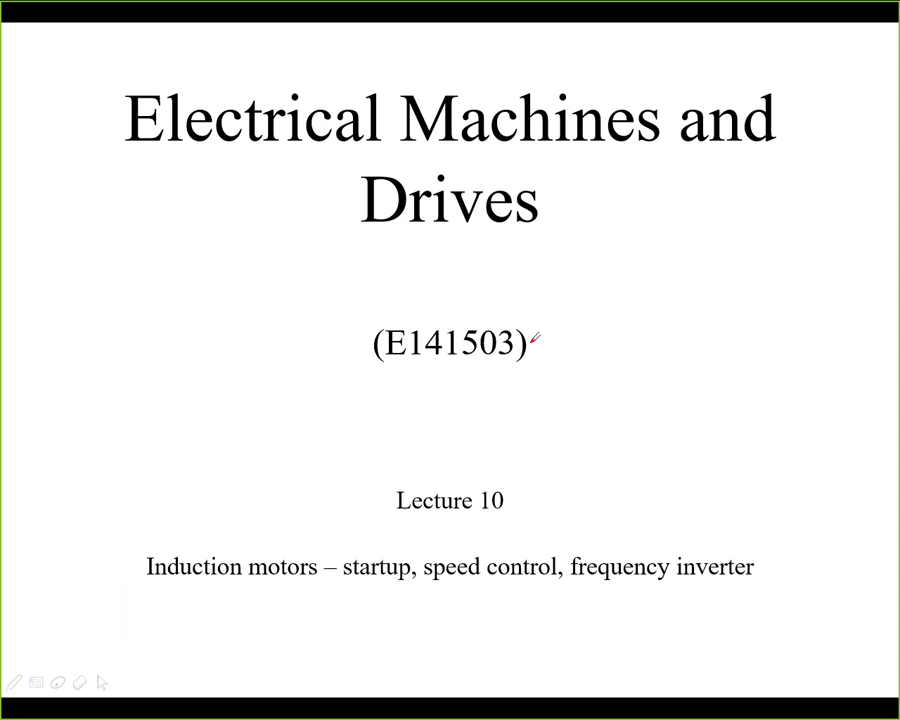 Electrical Machines and
Drives
(E141503)
Lecture 10
Induction motors – startup, speed control, frequency inverter